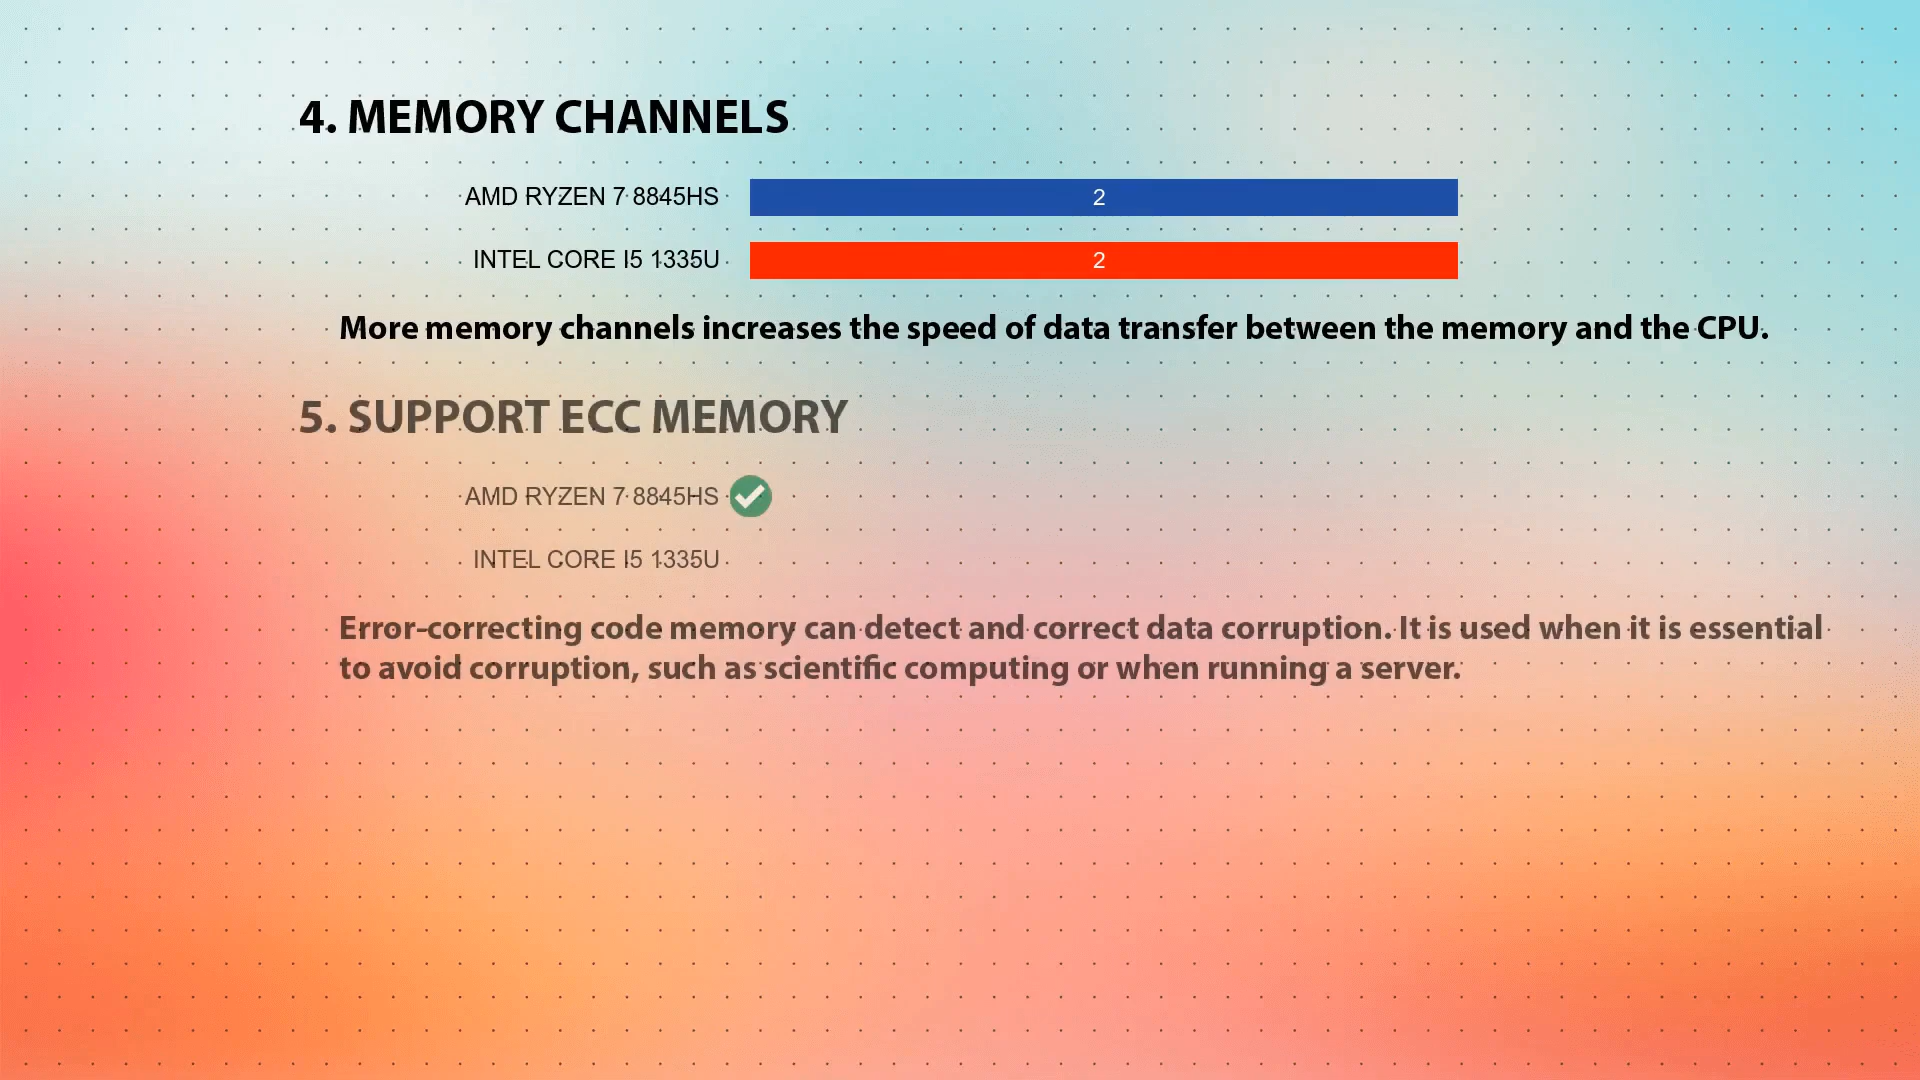 4. MEMORY CHANNELS
AMD RYZEN 7 8845HS 2
INTEL CORE I5 1335U 2
More memory channels increases the speed of data transfer between the memory and the CPU.
5. SUPPORT ECC MEMORY
AMD RYZEN 7 8845HS
INTEL CORE I5 1335U
Error-correcting code memory can detect and correct data corruption. It is used when it is essential
to avoid corruption, such as scientific computing or when running a server.